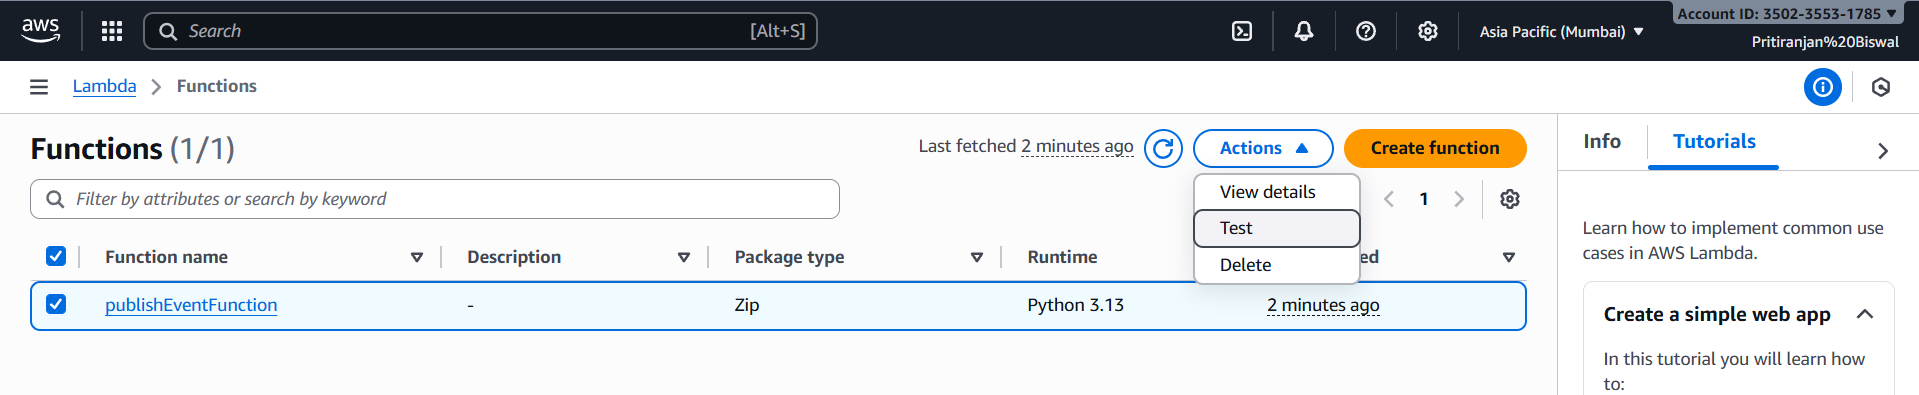 aws
Search [Alt+S]
Asia Pacific (Mumbai) ▼
Account ID: 3502-3553-1785 ▼
Pritiranjan%20Biswal
Lambda > Functions
Functions (1/1)
Last fetched 2 minutes ago
Actions ▲
Create function
Info
Tutorials
Filter by attributes or search by keyword
View details
Test
Delete
1
Function name
Description
Package type
Runtime
ed
publishEventFunction
-
Zip
Python 3.13
2 minutes ago
Learn how to implement common use
cases in AWS Lambda.
Create a simple web app
In this tutorial you will learn how
to: